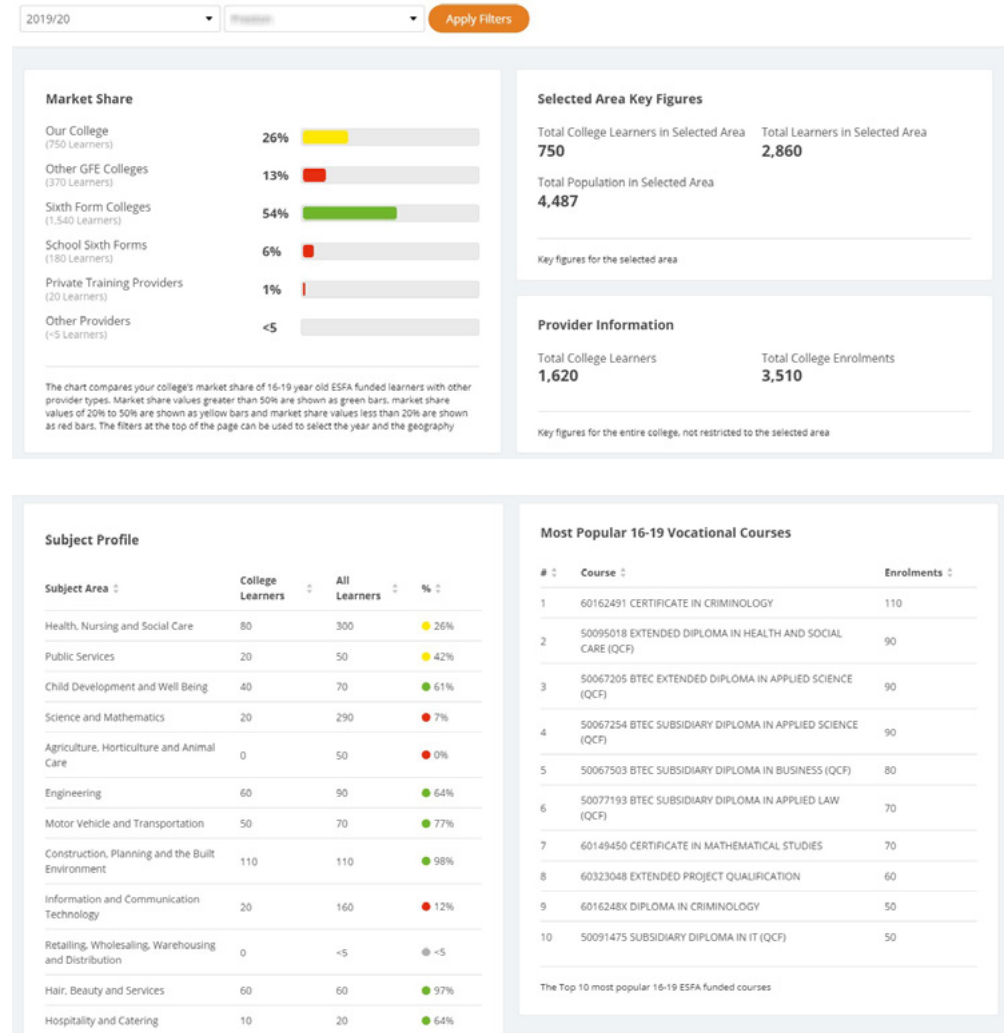 2019/20
Apply Filters
Market Share
Our College
(750 Learners)
26%
Other GFE Colleges
(370 Learners)
13%
Sixth Form Colleges
(1,540 Learners)
54%
School Sixth Forms
(180 Learners)
6%
Private Training Providers
(20 Learners)
1%
Other Providers
(<5 Learners)
<5
The chart compares your college's market share of 16-19 year old ESFA funded learners with other
provider types. Market share values greater than 50% are shown as green bars, market share
values of 20% to 50% are shown as yellow bars and market share values less than 20% are shown
as red bars. The filters at the top of the page can be used to select the year and the geography
Selected Area Key Figures
Total College Learners in Selected Area
750
Total Learners in Selected Area
2,860
Total Population in Selected Area
4,487
Key figures for the selected area
Provider Information
Total College Learners
1,620
Total College Enrolments
3,510
Key figures for the entire college, not restricted to the selected area
Subject Profile
Subject Area College Learners All Learners %
Health, Nursing and Social Care 80 300 26%
Public Services 20 50 42%
Child Development and Well Being 40 70 61%
Science and Mathematics 20 290 7%
Agriculture, Horticulture and Animal
Care 0 50 0%
Engineering 60 90 64%
Motor Vehicle and Transportation 50 70 77%
Construction, Planning and the Built
Environment 110 110 98%
Information and Communication
Technology 20 160 12%
Retailing, Wholesaling, Warehousing
and Distribution 0 <5 <5
Hair, Beauty and Services 60 60 97%
Hospitality and Catering 10 20 64%
Most Popular 16-19 Vocational Courses
# Course Enrolments
1 60162491 CERTIFICATE IN CRIMINOLOGY 110
2 50095018 EXTENDED DIPLOMA IN HEALTH AND SOCIAL
CARE (QCF) 90
3 50067205 BTEC EXTENDED DIPLOMA IN APPLIED SCIENCE
(QCF) 90
4 50067254 BTEC SUBSIDIARY DIPLOMA IN APPLIED SCIENCE
(QCF) 90
5 50067503 BTEC SUBSIDIARY DIPLOMA IN BUSINESS (QCF) 80
6 50077193 BTEC SUBSIDIARY DIPLOMA IN APPLIED LAW
(QCF) 70
7 60149450 CERTIFICATE IN MATHEMATICAL STUDIES 70
8 60323048 EXTENDED PROJECT QUALIFICATION 60
9 6016248X DIPLOMA IN CRIMINOLOGY 50
10 50091475 SUBSIDIARY DIPLOMA IN IT (QCF) 50
The Top 10 most popular 16-19 ESFA funded courses